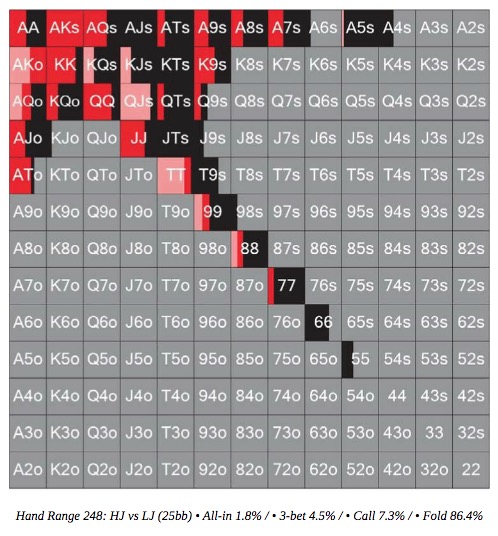 AA AKs AQs AJs ATs A9s A8s A7s A6s A5s A4s A3s A2s
AKo KK KQs KJs KTs K9s K8s K7s K6s K5s K4s K3s K2s
AQo KQo QQ QJs QTs Q9s Q8s Q7s Q6s Q5s Q4s Q3s Q2s
AJo KJo QJo JJ JTs J9s J8s J7s J6s J5s J4s J3s J2s
ATo KTo QTo JTo TT T9s T8s T7s T6s T5s T4s T3s T2s
A9o K9o Q9o J9o T9o 99 98s 97s 96s 95s 94s 93s 92s
A8o K8o Q8o J8o T8o 98o 88 87s 86s 85s 84s 83s 82s
A7o K7o Q7o J7o T7o 97o 87o 77 76s 75s 74s 73s 72s
A6o K6o Q6o J6o T6o 96o 86o 76o 66 65s 64s 63s 62s
A5o K5o Q5o J5o T5o 95o 85o 75o 65o 55 54s 53s 52s
A4o K4o Q4o J4o T4o 94o 84o 74o 64o 54o 44 43s 42s
A3o K3o Q3o J3o T3o 93o 83o 73o 63o 53o 43o 33 32s
A2o K2o Q2o J2o T2o 92o 82o 72o 62o 52o 42o 32o 22
Hand Range 248: HJ vs LJ (25bb) • All-in 1.8% / • 3-bet 4.5% / • Call 7.3% / • Fold 86.4%